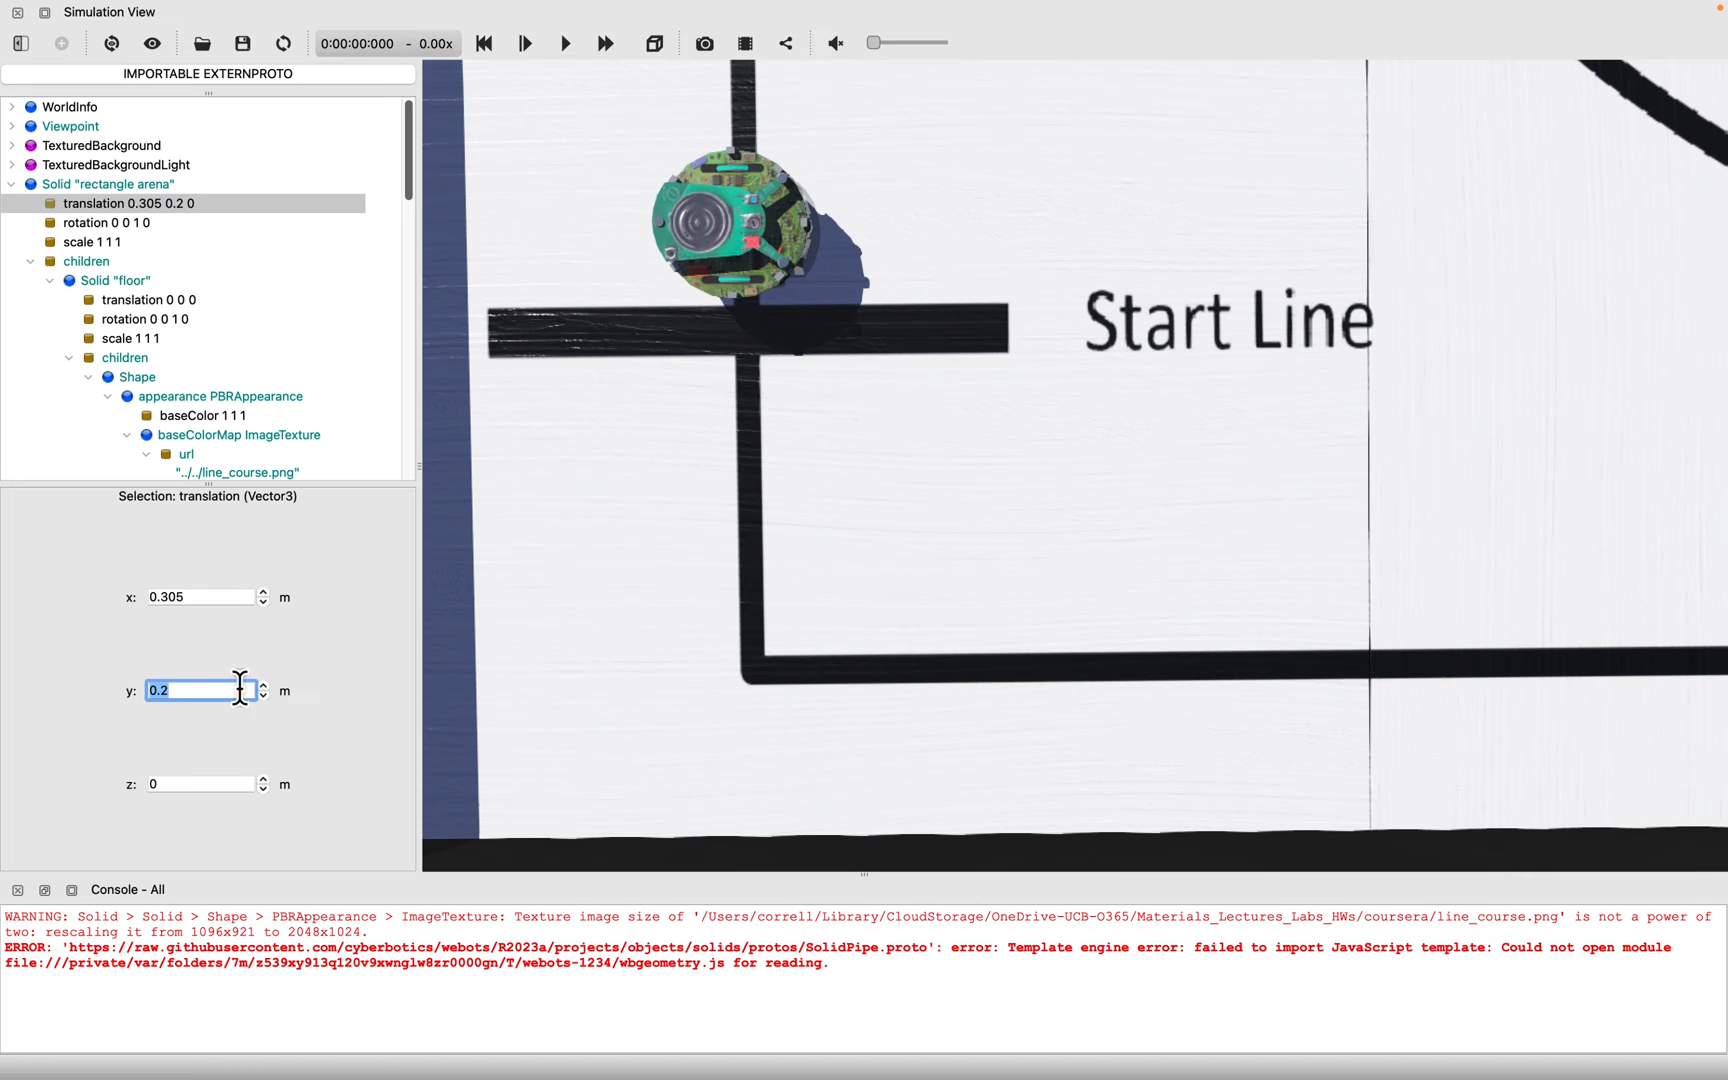 Simulation View
0:00:00:000 - 0.00x
IMPORTABLE EXTERNPROTO
WorldInfo
Viewpoint
TexturedBackground
TexturedBackgroundLight
Solid "rectangle arena"
translation 0.305 0.2 0
rotation 0 0 1 0
scale 1 1 1
children
Solid "floor"
translation 0 0 0
rotation 0 0 1 0
scale 1 1 1
children
Shape
appearance PBRAppearance
baseColor 1 1 1
baseColorMap ImageTexture
url
"../../line_course.png"
Selection: translation (Vector3)
x: 0.305 m
y: 0.2 m
z: 0 m
Start Line
Console - All
WARNING: Solid > Solid > Shape > PBRAppearance > ImageTexture: Texture image size of '/Users/correll/Library/CloudStorage/OneDrive-UCB-O365/Materials_Lectures_Labs_HWs/coursera/line_course.png' is not a power of
two: rescaling it from 1096x921 to 2048x1024.
ERROR: 'https://raw.githubusercontent.com/cyberbotics/webots/R2023a/projects/objects/solids/protos/SolidPipe.proto': error: Template engine error: failed to import JavaScript template: Could not open module
file:///private/var/folders/7m/z539xy913q120v9xwnglw8zr0000gn/T/webots-1234/wbgeometry.js for reading.